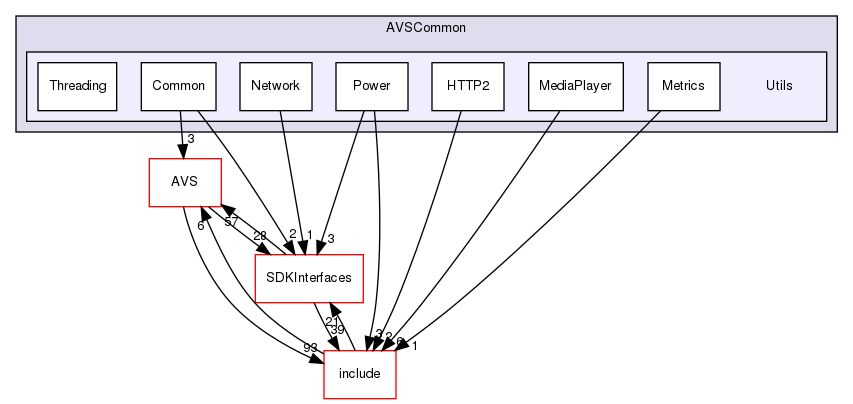 AVSCommon
Threading
Common
Network
Power
HTTP2
MediaPlayer
Metrics
Utils
3
AVS
6
57
28
2
1
3
SDKInterfaces
21
39
3
2
6
1
93
include